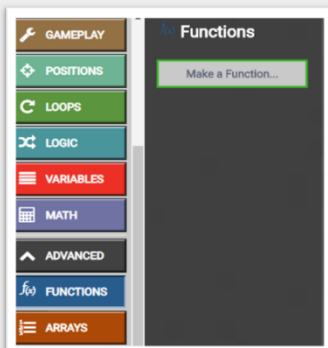 GAMEPLAY
POSITIONS
LOOPS
LOGIC
VARIABLES
MATH
ADVANCED
f(x) FUNCTIONS
ARRAYS
f(x) Functions
Make a Function...